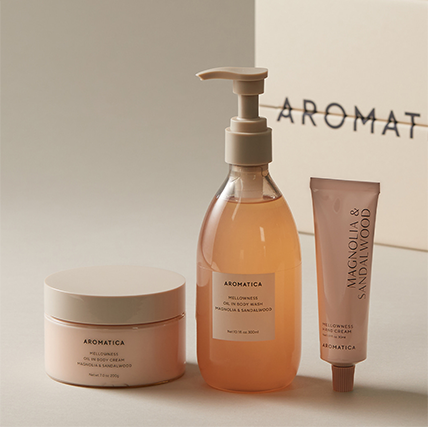 AROMAT
AROMATICA
MELLOWNESS
OIL IN BODY CREAM
MAGNOLIA & SANDALWOOD
AROMATICA
MELLOWNESS
OIL IN BODY WASH
MAGNOLIA & SANDALWOOD
MAGNOLIA &
SANDALWOOD
MELLOWNESS
HAND CREAM
AROMATICA